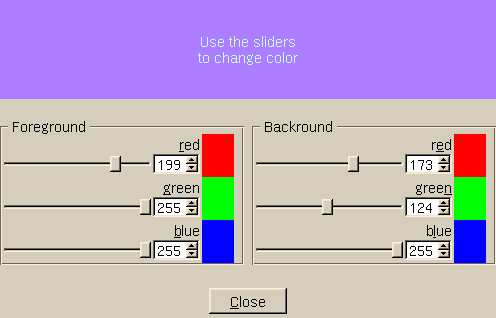 Use the sliders
to change color
Foreground
red
199
green
255
blue
255
Backround
red
173
green
124
blue
255
Close